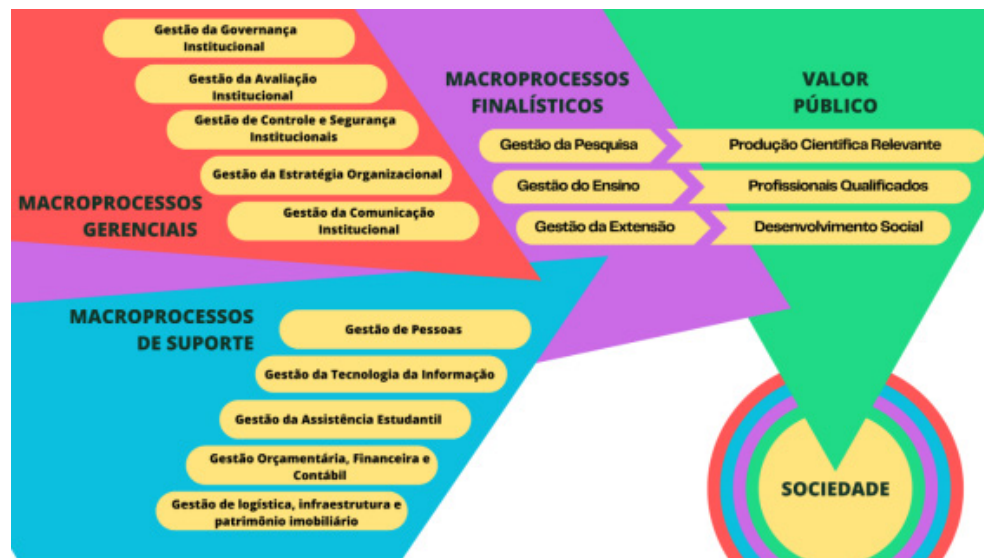 Gestão da Governança
Institucional
Gestão da Avaliação
Institucional
Gestão de Controle e Segurança
Institucionais
Gestão da Estratégia Organizacional
Gestão da Comunicação
Institucional
MACROPROCESSOS
GERENCIAIS
MACROPROCESSOS
FINALÍSTICOS
Gestão da Pesquisa
Gestão do Ensino
Gestão da Extensão
VALOR
PÚBLICO
Produção Científica Relevante
Profissionais Qualificados
Desenvolvimento Social
MACROPROCESSOS
DE SUPORTE
Gestão de Pessoas
Gestão da Tecnologia da Informação
Gestão da Assistência Estudantil
Gestão Orçamentária, Financeira e
Contábil
Gestão de logística, infraestrutura e
patrimônio imobiliário
SOCIEDADE